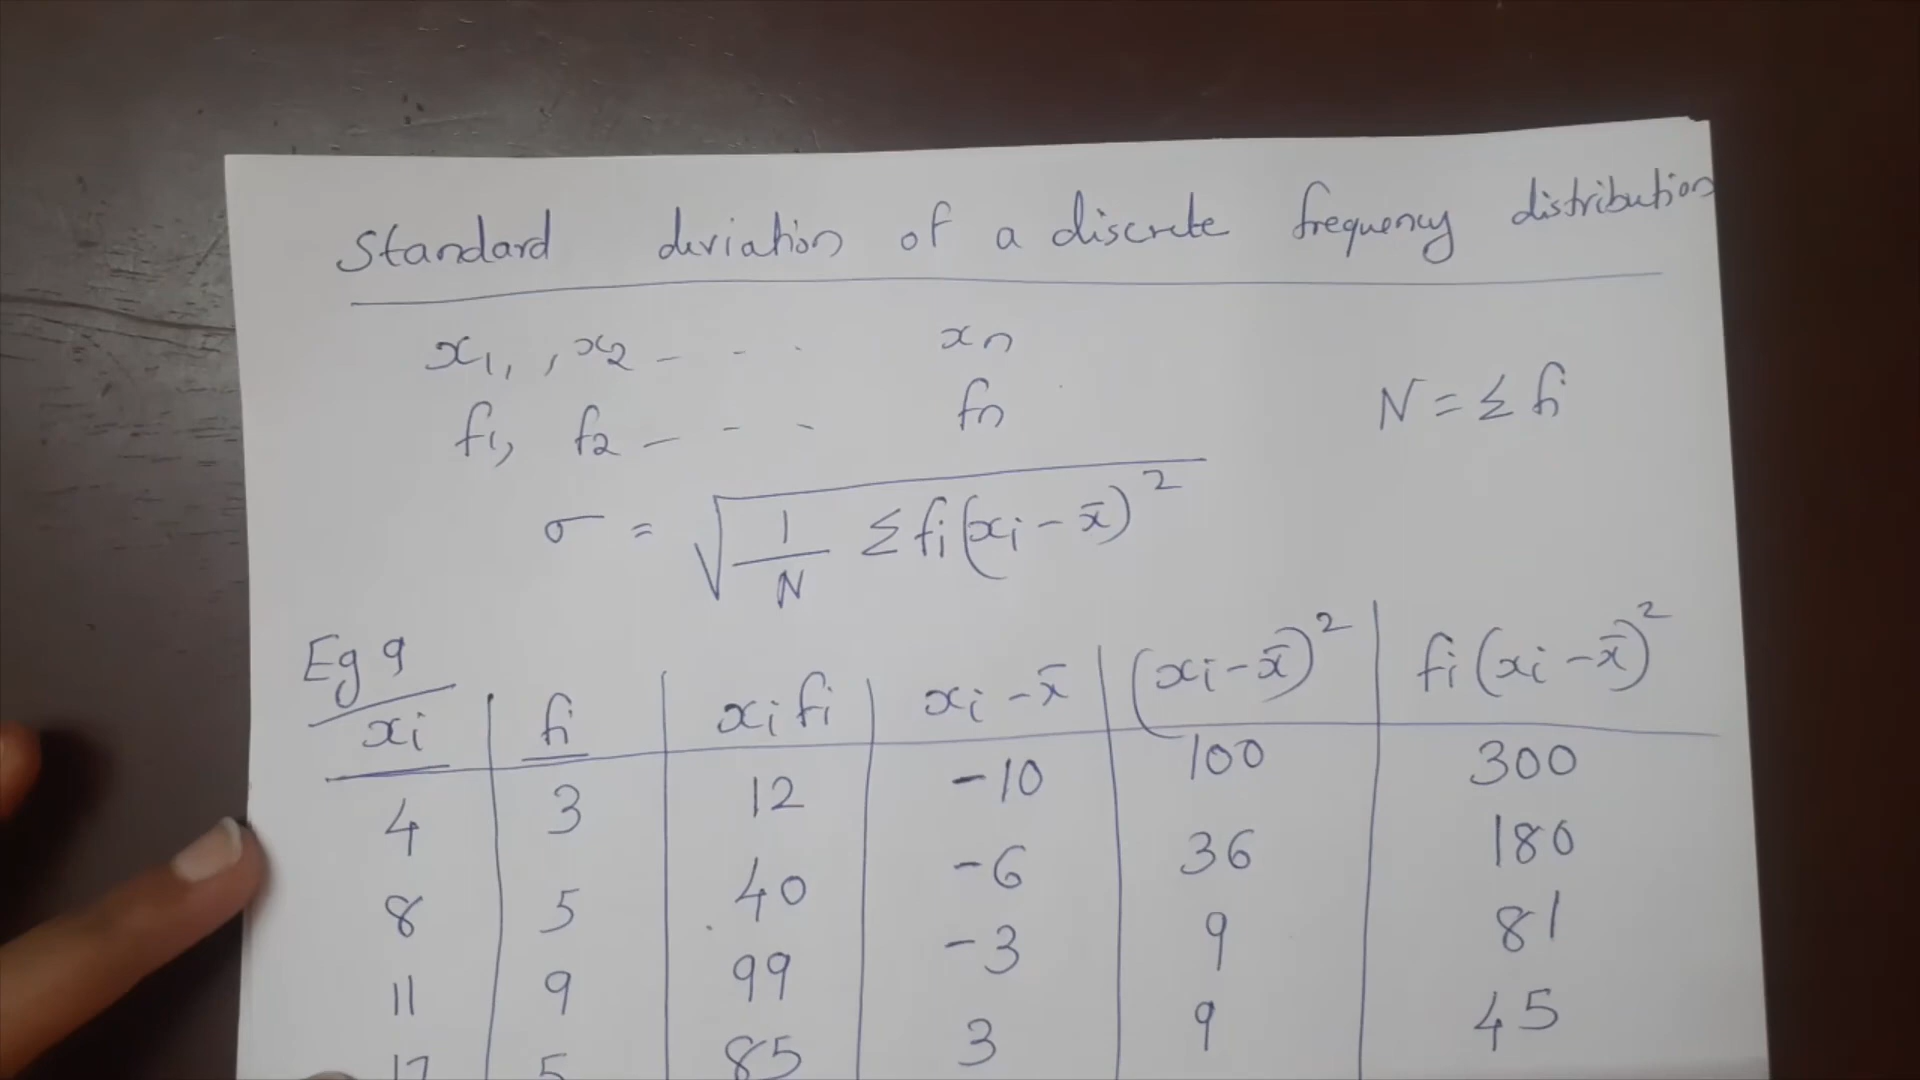 Standard deviation of a discrete frequency distribution
x1, , x2 - - . xn
f1, f2 - - - fn
N = Σ fi
σ = √ 1/N Σ fi(xi - x̄)²
Eg 9
xi | fi | xi fi | xi - x̄ | (xi - x̄)² | fi (xi - x̄)²
4 | 3 | 12 | -10 | 100 | 300
8 | 5 | 40 | -6 | 36 | 180
11 | 9 | 99 | -3 | 9 | 81
17 | 5 | 85 | 3 | 9 | 45